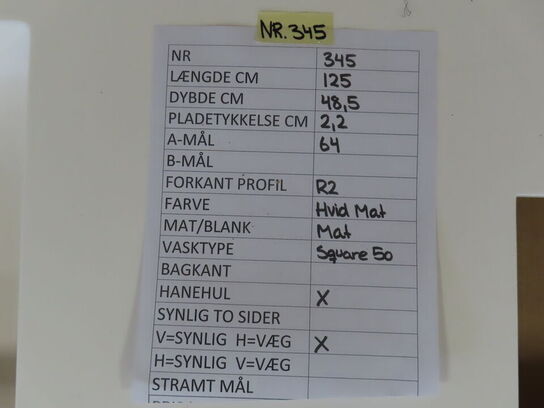 NR.345
NR 345
LÆNGDE CM 125
DYBDE CM 48,5
PLADETYKKELSE CM 2,2
A-MÅL 64
B-MÅL
FORKANT PROFIL R2
FARVE Hvid Mat
MAT/BLANK Mat
VASKTYPE Square 50
BAGKANT
HANEHUL X
SYNLIG TO SIDER
V=SYNLIG H=VÆG X
H=SYNLIG V=VÆG
STRAMT MÅL